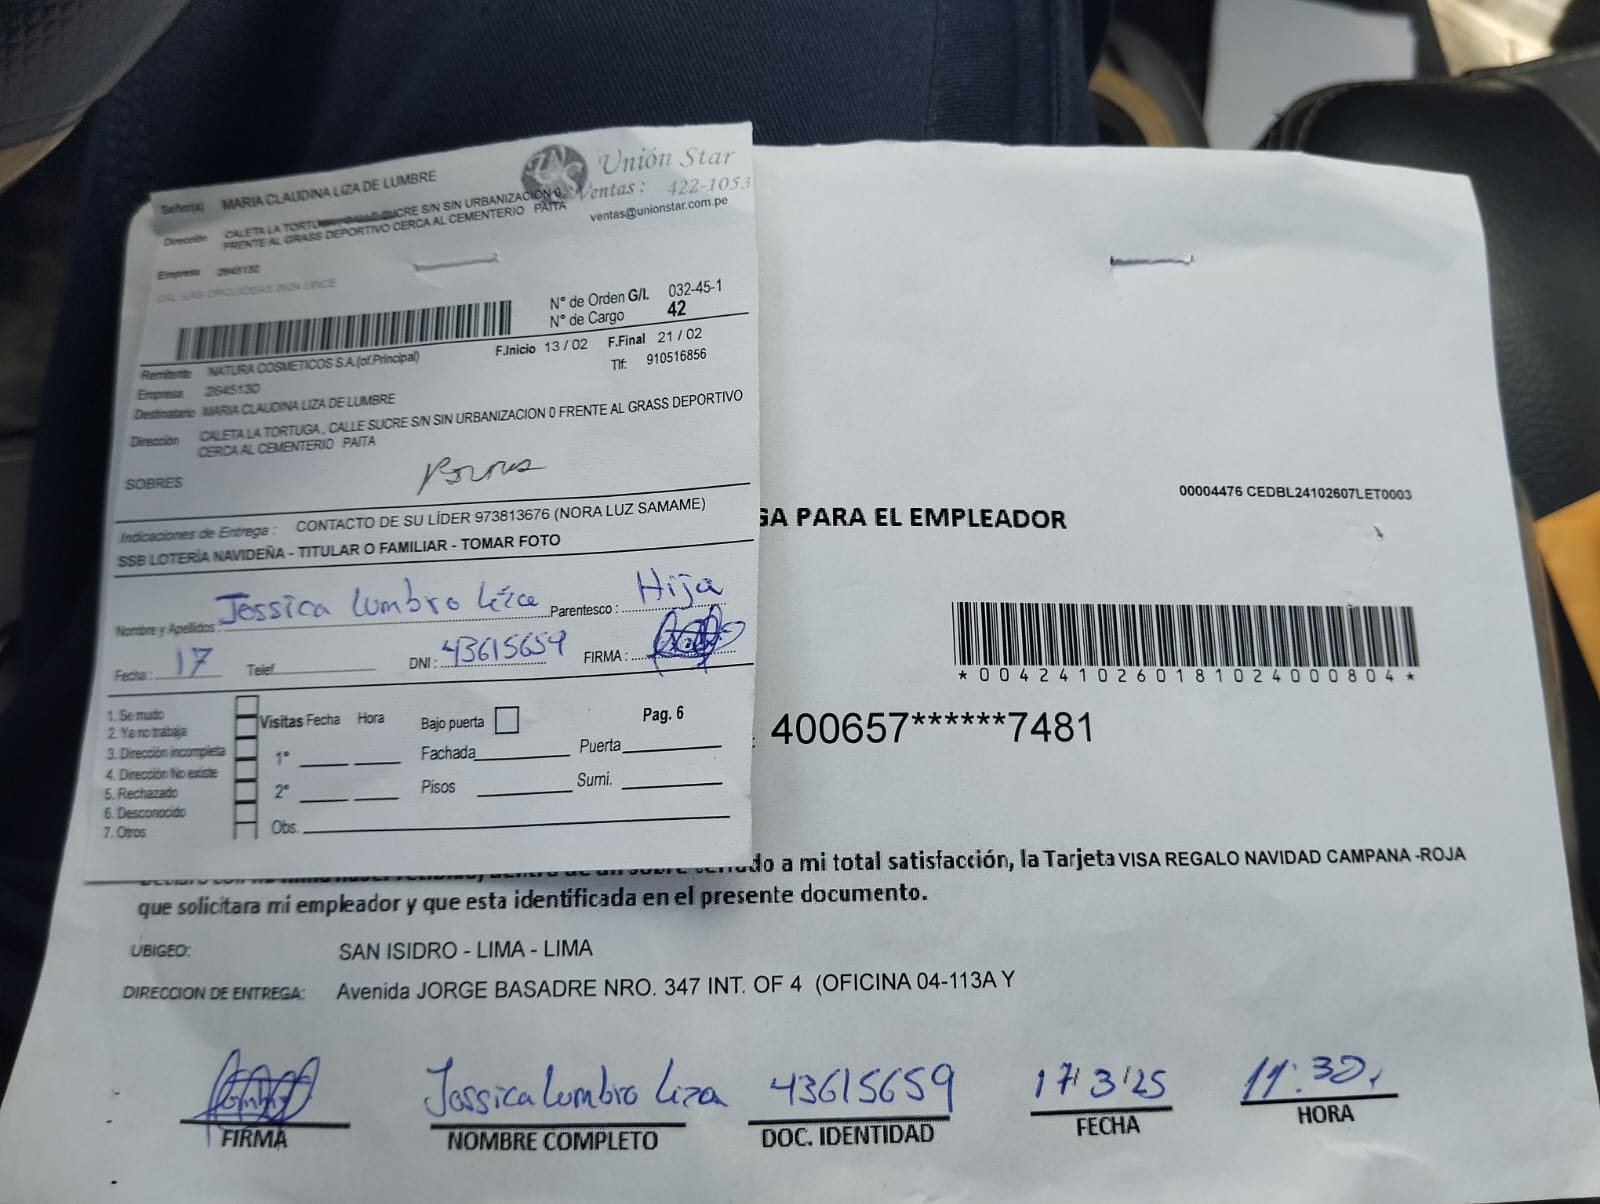 Unión Star
Ventas: 422-1053
ventas@unionstar.com.pe
Señor(a) MARIA CLAUDINA LIZA DE LUMBRE
Dirección CALETA LA TORTUGA, CALLE SUCRE S/N SIN URBANIZACION 0
FRENTE AL GRASS DEPORTIVO CERCA AL CEMENTERIO PAITA
Empresa 2645130
CAL LAS ORQUIDEAS 2624 LINCE
N° de Orden G/I. 032-45-1
N° de Cargo 42
F.Inicio 13 / 02 F.Final 21 / 02
Remitente NATURA COSMETICOS S.A.(of.Principal)
Tlf: 910516856
Empresa 2645130
Destinatario MARIA CLAUDINA LIZA DE LUMBRE
Dirección CALETA LA TORTUGA , CALLE SUCRE S/N SIN URBANIZACION 0 FRENTE AL GRASS DEPORTIVO
CERCA AL CEMENTERIO PAITA
SOBRES
Indicaciones de Entrega : CONTACTO DE SU LÍDER 973813676 (NORA LUZ SAMAME)
SSB LOTERÍA NAVIDEÑA - TITULAR O FAMILIAR - TOMAR FOTO
Nombre y Apellidos Jessica Lumbro Liza Parentesco : Hija
Fecha : 17 Telef. DNI : 43615659 FIRMA :
1. Se mudo
2. Ya no trabaja
3. Dirección incompleta
4. Dirección No existe
5. Rechazado
6. Desconocido
7. Otros
Visitas Fecha Hora Bajo puerta Pag. 6
1° Fachada Puerta
2° Pisos Sumi.
Obs.
00004476 CEDBL24102607LET0003
GA PARA EL EMPLEADOR
*0042410260181024000804*
400657******7481
do a mi total satisfacción, la Tarjeta VISA REGALO NAVIDAD CAMPANA -ROJA
que solicitara mi empleador y que esta identificada en el presente documento.
UBIGEO: SAN ISIDRO - LIMA - LIMA
DIRECCION DE ENTREGA: Avenida JORGE BASADRE NRO. 347 INT. OF 4 (OFICINA 04-113A Y
Jessica Lumbro Liza 43615659 17/3/25 11:30
FIRMA NOMBRE COMPLETO DOC. IDENTIDAD FECHA HORA